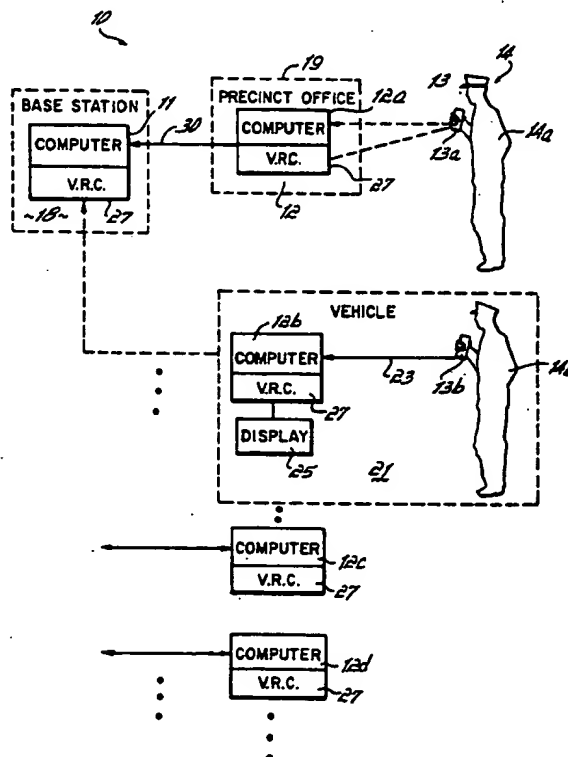 10
19
14
BASE STATION
11
PRECINCT OFFICE
12a
13
COMPUTER
30
COMPUTER
13a
14a
V.R.C.
V.R.C.
~18~
27
12
27
VEHICLE
12b
COMPUTER
23
13b
14a
V.R.C.
27
DISPLAY
25
21
COMPUTER
12c
V.R.C.
27
COMPUTER
12d
V.R.C.
27